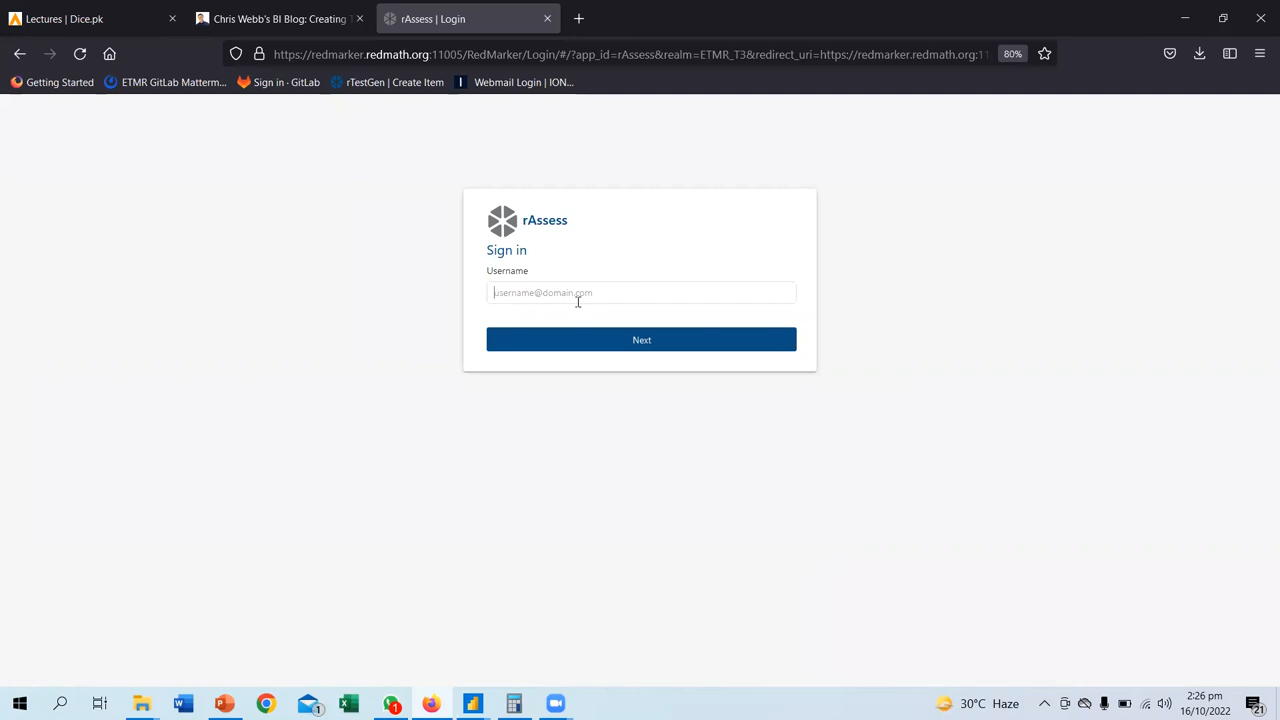 Lectures | Dice.pk
Chris Webb's BI Blog: Creating
rAssess | Login
https://redmarker.redmath.org:11005/RedMarker/Login/#/?app_id=rAssess&realm=ETMR_T3&redirect_uri=https://redmarker.redmath.org:11
80%
Getting Started
ETMR GitLab Matterm...
Sign in · GitLab
rTestGen | Create Item
Webmail Login | ION...
rAssess
Sign in
Username
username@domain.com
Next
1
1
30°C Haze
2:26 pm
16/10/2022
21